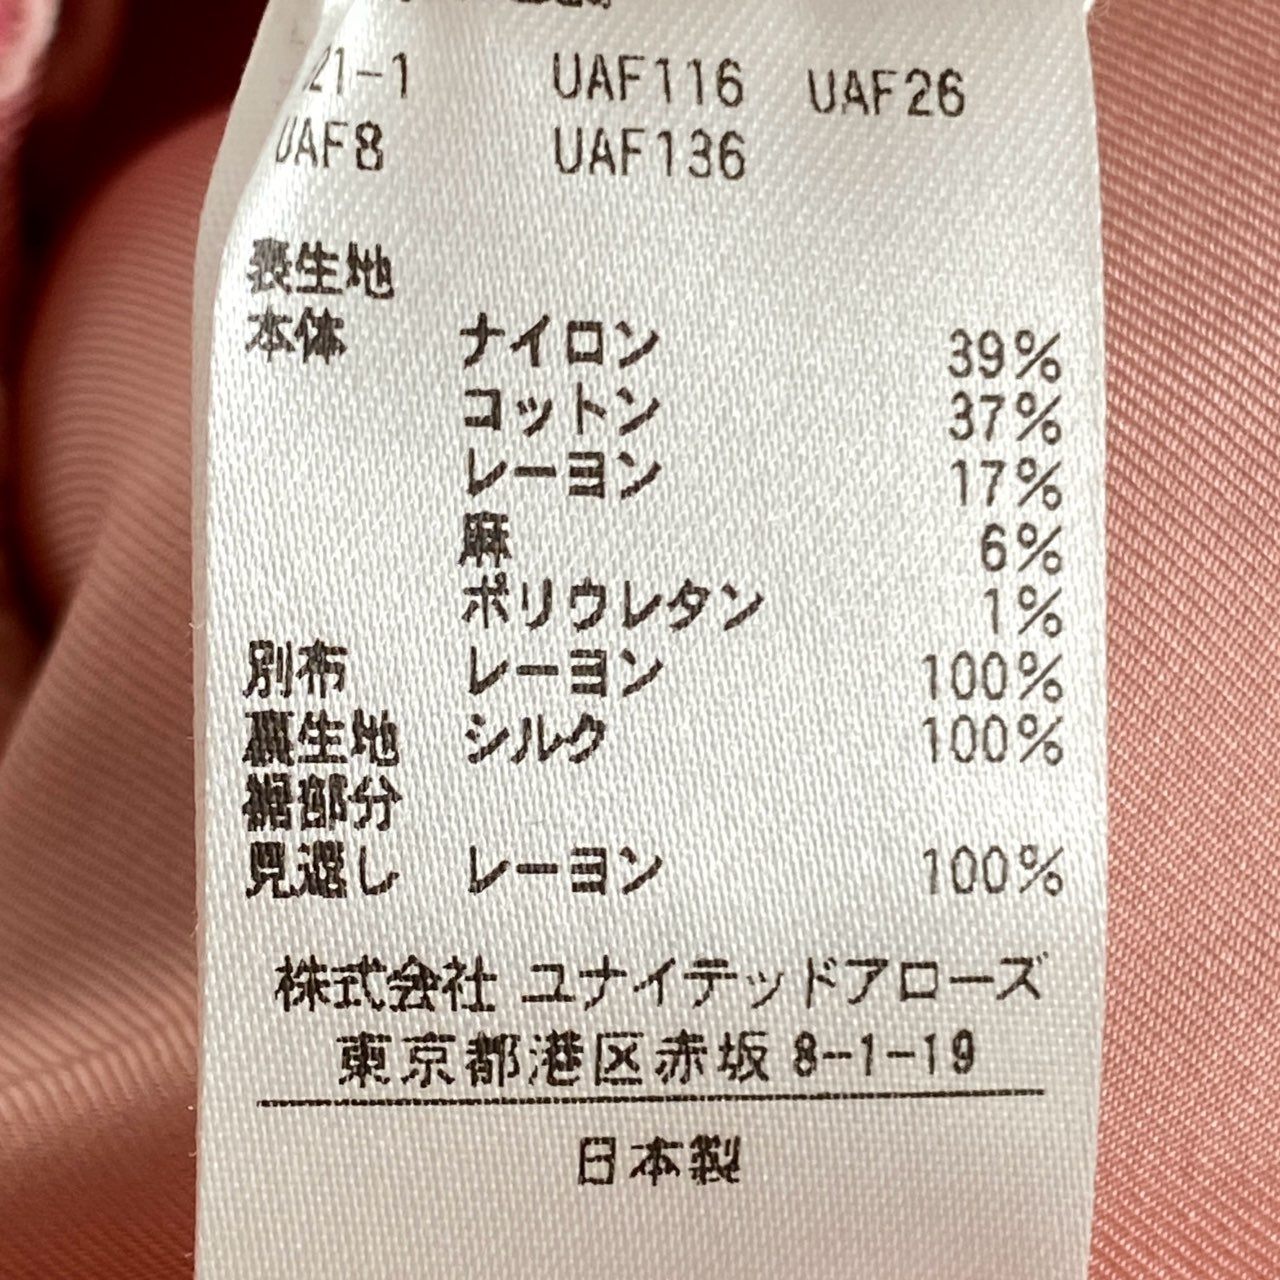 21-1 UAF116 UAF26
UAF8 UAF136
表生地
本体 ナイロン 39%
コットン 37%
レーヨン 17%
麻 6%
ポリウレタン 1%
別布 レーヨン 100%
裏生地 シルク 100%
裾部分
見返し レーヨン 100%
株式会社 ユナイテッドアローズ
東京都港区赤坂 8-1-19
日本製